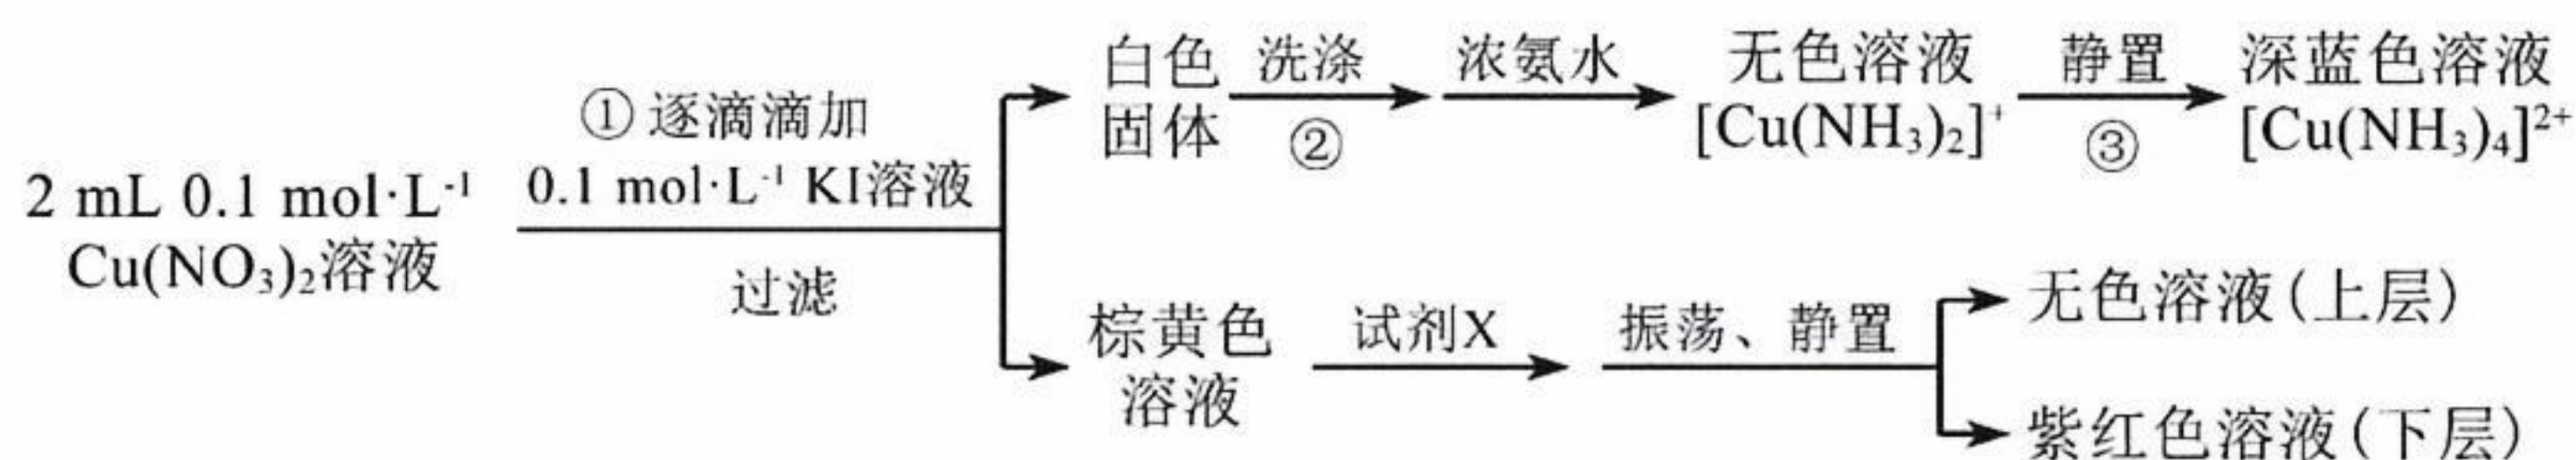 2 mL 0.1 mol·L⁻¹
Cu(NO₃)₂溶液
①逐滴滴加
0.1 mol·L⁻¹ KI溶液
过滤
白色
固体
洗涤
②
浓氨水
无色溶液
[Cu(NH₃)₂]⁺
静置
③
深蓝色溶液
[Cu(NH₃)₄]²⁺
棕黄色
溶液
试剂X
振荡、静置
无色溶液(上层)
紫红色溶液(下层)